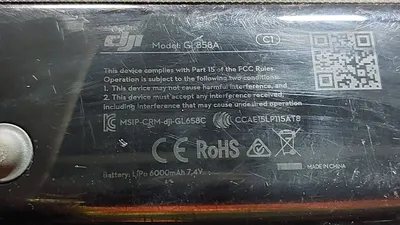 dji
Model: GL658A
C1
This device complies with Part 15 of the FCC Rules
Operation is subject to the following two conditions:
1. This device may not cause harmful interference, and
2. This device must accept any interference received,
including interference that may cause undesired operation
MSIP-CRM-dji-GL658C CCAE15LP115AT8
CE RoHS
MADE IN CHINA
Battery: LiPo 6000mAh 7.4V